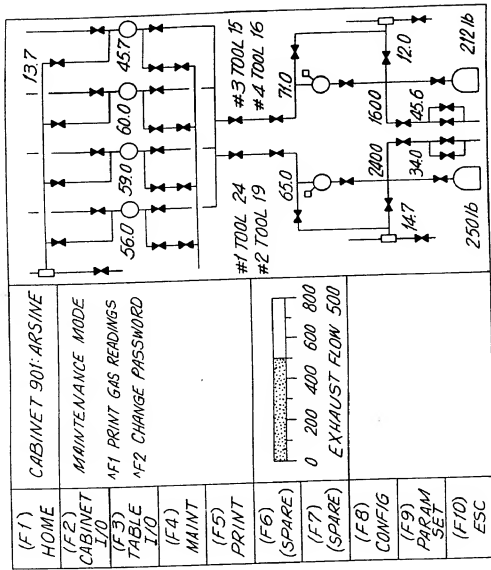 (F1)
HOME
CABINET 901:ARSINE
(F2)
CABINET
I/O
MAINTENANCE MODE
(F3)
TABLE
I/O
^F1 PRINT GAS READINGS
^F2 CHANGE PASSWORD
(F4)
MAINT
(F5)
PRINT
(F6)
(SPARE)
(F7)
(SPARE)
0 200 400 600 800
EXHAUST FLOW 500
(F8)
CONFIG
(F9)
PARAM
SET
(F10)
ESC
13.7
56.0
59.0
60.0
45.7
#1 TOOL 24
#2 TOOL 19
#3 TOOL 15
#4 TOOL 16
65.0
71.0
2400
1600
14.7
34.0
45.6
12.0
250 lb
212 lb